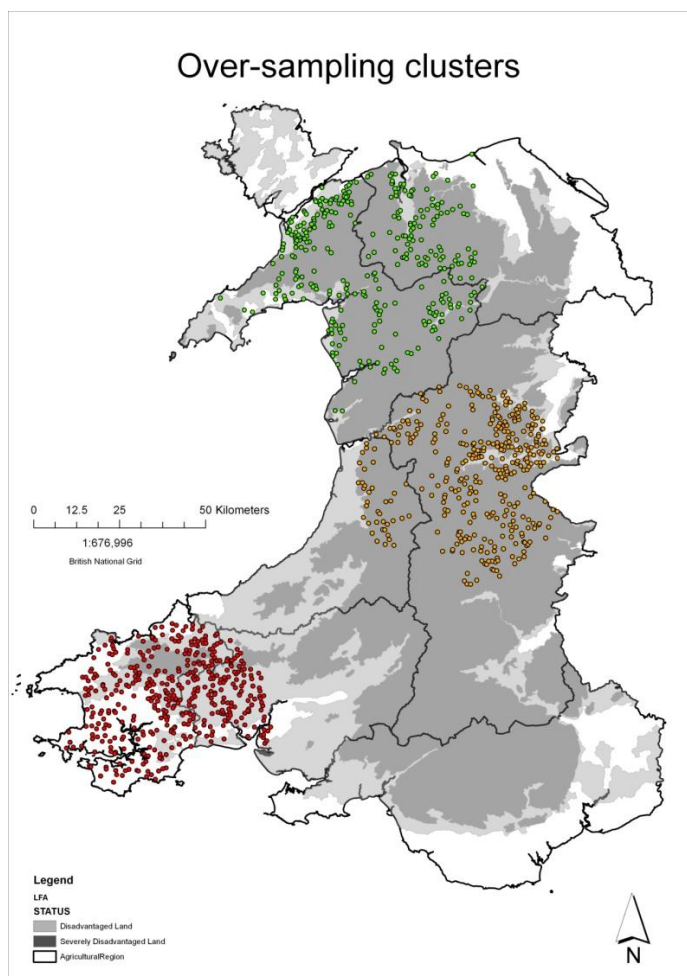 Over-sampling clusters
0 12.5 25 50 Kilometers
1:676,996
British National Grid
Legend
LFA
STATUS
Disadvantaged Land
Severely Disadvantaged Land
AgriculturalRegion
N